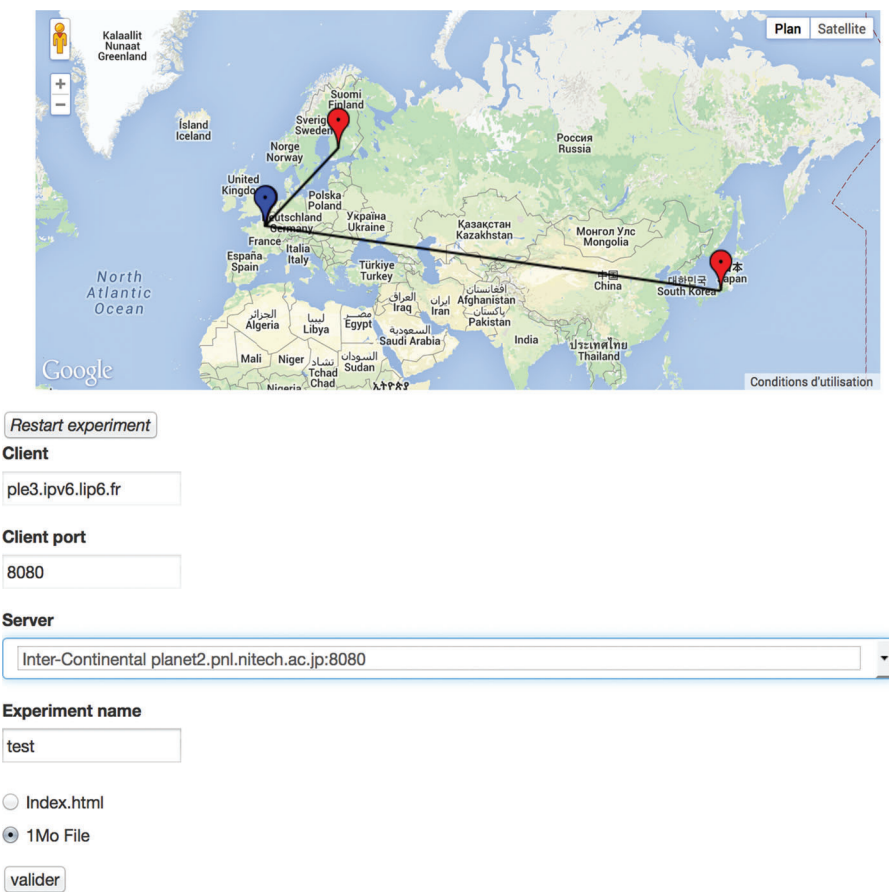 Plan Satellite
Kalaallit
Nunaat
Greenland
+
−
Ísland
Iceland
Suomi
Finland
Sverige
Sweden
Norge
Norway
Россия
Russia
United
Polska
Poland
Germany
Україна
Ukraine
Қазақстан
Kazakhstan
Монгол Улс
Mongolia
France
Italia
Italy
España
Spain
Türkiye
Turkey
中国
China
대한민국
South Korea
North
Atlantic
Ocean
الجزائر
Algeria
ليبيا
Libya
مصر
Egypt
العراق
Iraq
ایران
Iran
افغانستان
Afghanistan
پاکستان
Pakistan
السعودية
Saudi Arabia
India
ประเทศไทย
Thailand
Mali
Niger
تشاد
Tchad
Chad
السودان
Sudan
Nigeria
Google
Conditions d'utilisation
Restart experiment
Client
ple3.ipv6.lip6.fr
Client port
8080
Server
Inter-Continental planet2.pnl.nitech.ac.jp:8080
Experiment name
test
Index.html
1Mo File
valider